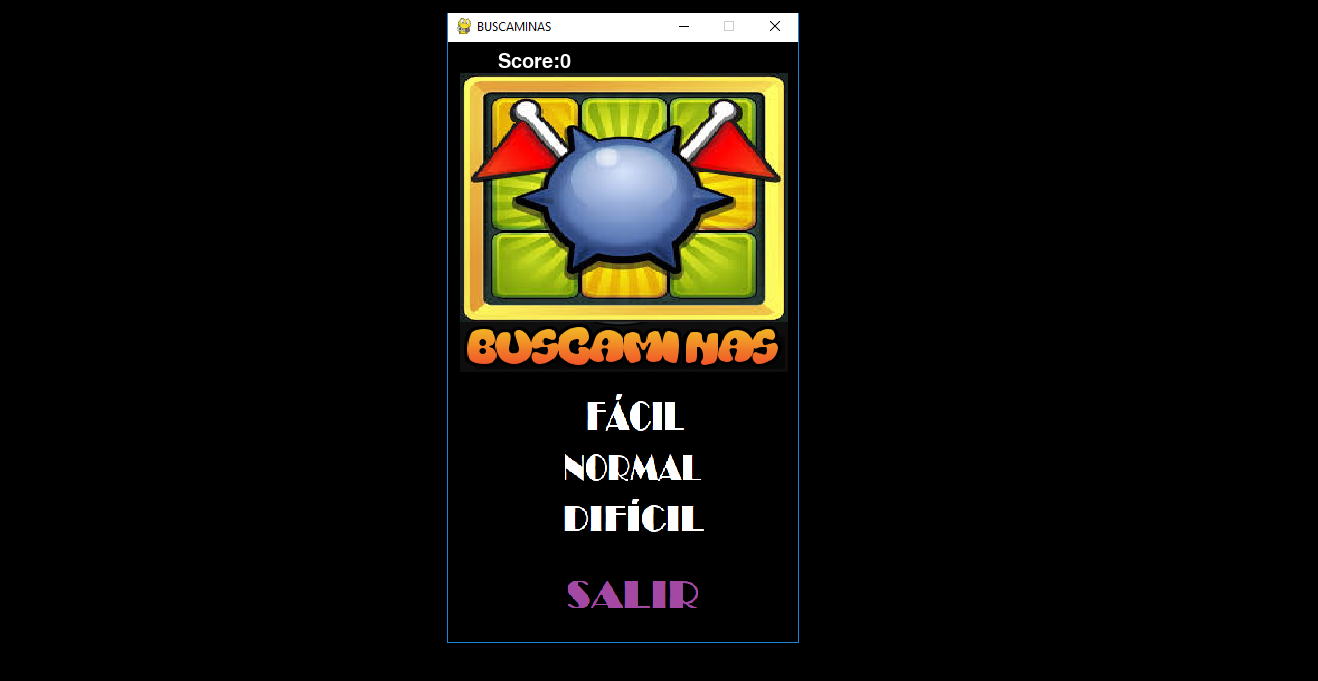 BUSCAMINAS
Score:0
BUSCAMINAS
FÁCIL
NORMAL
DIFÍCIL
SALIR